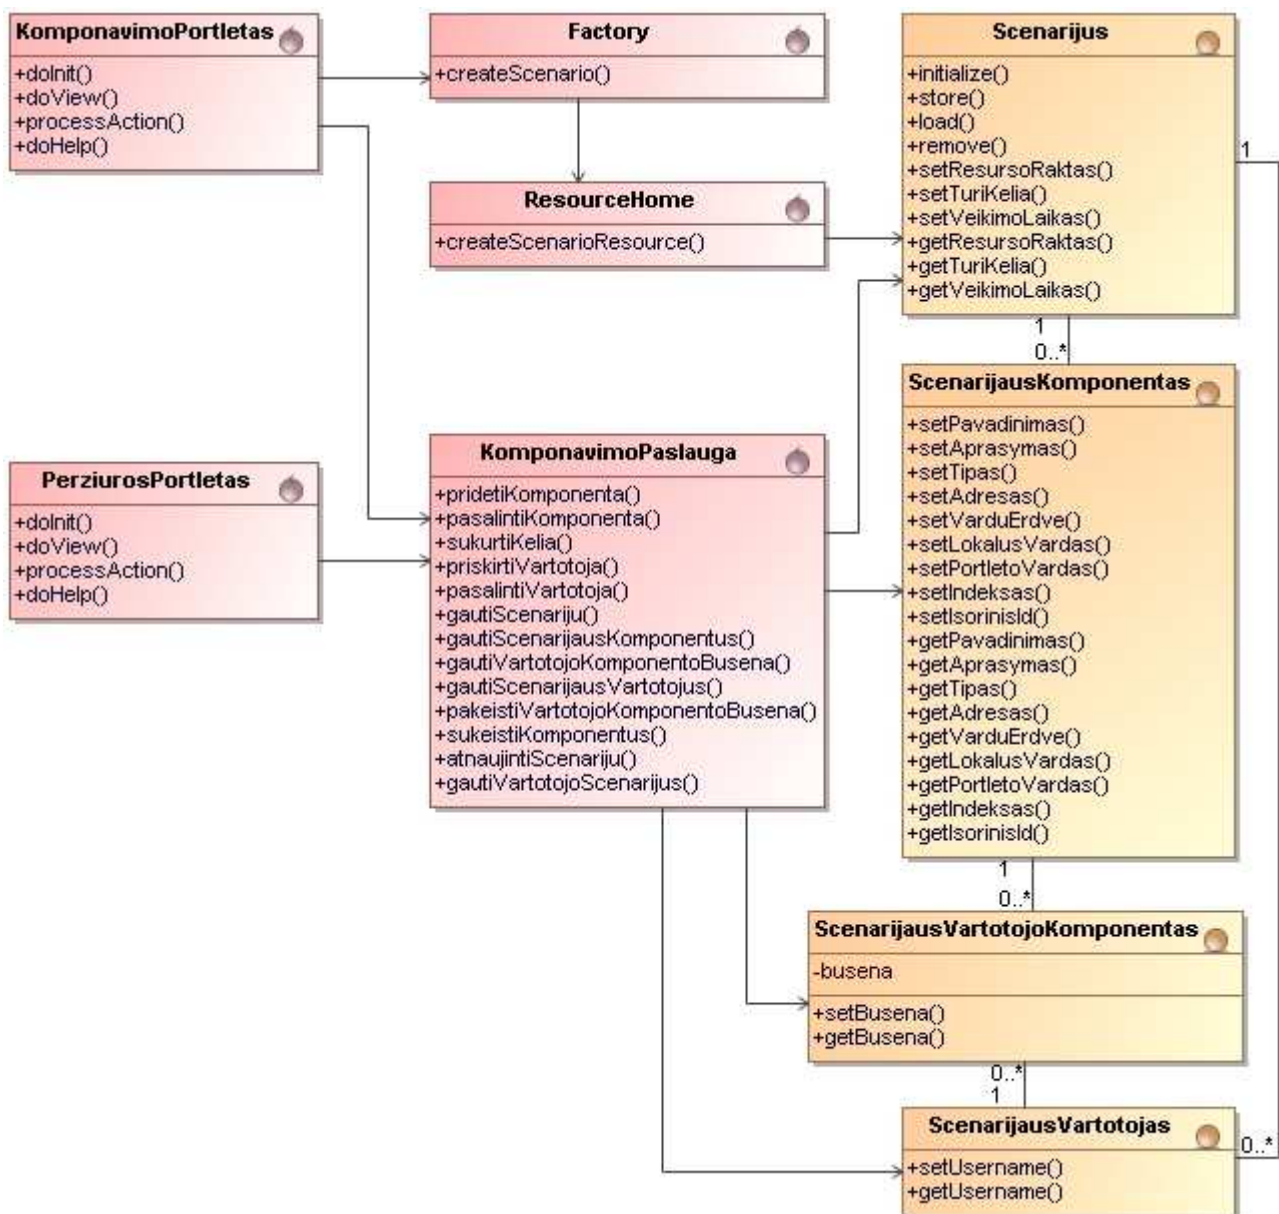 KomponavimoPortletas
+doInit()
+doView()
+processAction()
+doHelp()
Factory
+createScenario()
ResourceHome
+createScenarioResource()
Scenarijus
+initialize()
+store()
+load()
+remove()
+setResursoRaktas()
+setTuriKelia()
+setVeikimoLaikas()
+getResursoRaktas()
+getTuriKelia()
+getVeikimoLaikas()
1
1
0..*
ScenarijausKomponentas
+setPavadinimas()
+setAprasymas()
+setTipas()
+setAdresas()
+setVarduErdve()
+setLokalusVardas()
+setPortletoVardas()
+setIndeksas()
+setIsorinisId()
+getPavadinimas()
+getAprasymas()
+getTipas()
+getAdresas()
+getVarduErdve()
+getLokalusVardas()
+getPortletoVardas()
+getIndeksas()
+getIsorinisId()
PerziurosPortletas
+doInit()
+doView()
+processAction()
+doHelp()
KomponavimoPaslauga
+pridetiKomponenta()
+pasalintiKomponenta()
+sukurtiKelia()
+priskirtiVartotoja()
+pasalintiVartotoja()
+gautiScenariju()
+gautiScenarijausKomponentus()
+gautiVartotojoKomponentoBusena()
+gautiScenarijausVartotojus()
+pakeistiVartotojoKomponentoBusena()
+sukeistiKomponentus()
+atnaujintiScenariju()
+gautiVartotojoScenarijus()
1
0..*
ScenarijausVartotojoKomponentas
-busena
+setBusena()
+getBusena()
0..*
1
ScenarijausVartotojas
+setUsername()
+getUsername()
0..*